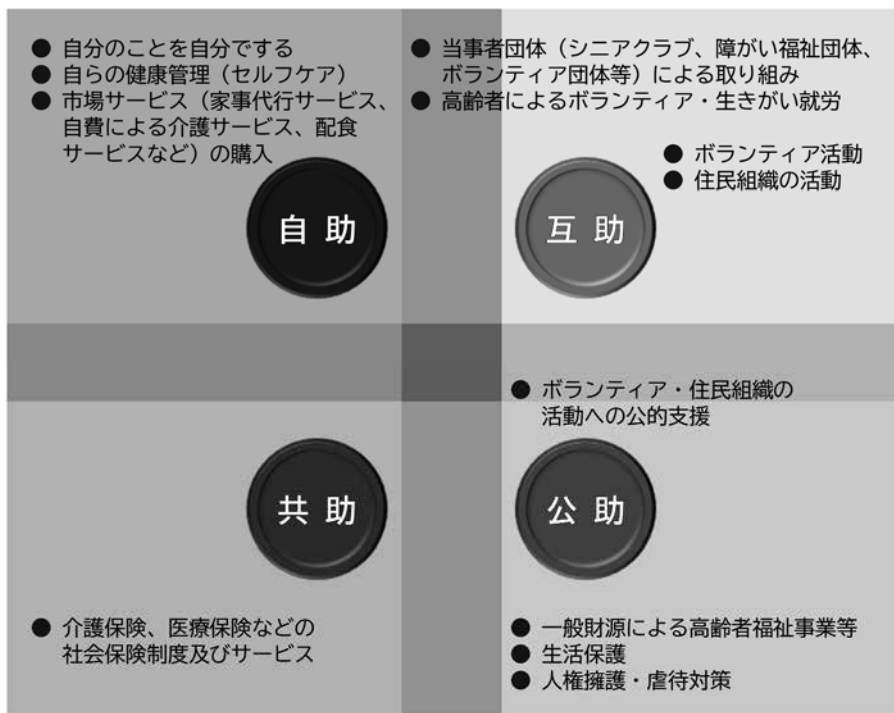 ● 自分のことを自分でする
● 自らの健康管理（セルフケア）
● 市場サービス（家事代行サービス、
自費による介護サービス、配食
サービスなど）の購入
自助
● 当事者団体（シニアクラブ、障がい福祉団体、
ボランティア団体等）による取り組み
● 高齢者によるボランティア・生きがい就労
● ボランティア活動
● 住民組織の活動
互助
共助
● 介護保険、医療保険などの
社会保険制度及びサービス
● ボランティア・住民組織の
活動への公的支援
公助
● 一般財源による高齢者福祉事業等
● 生活保護
● 人権擁護・虐待対策